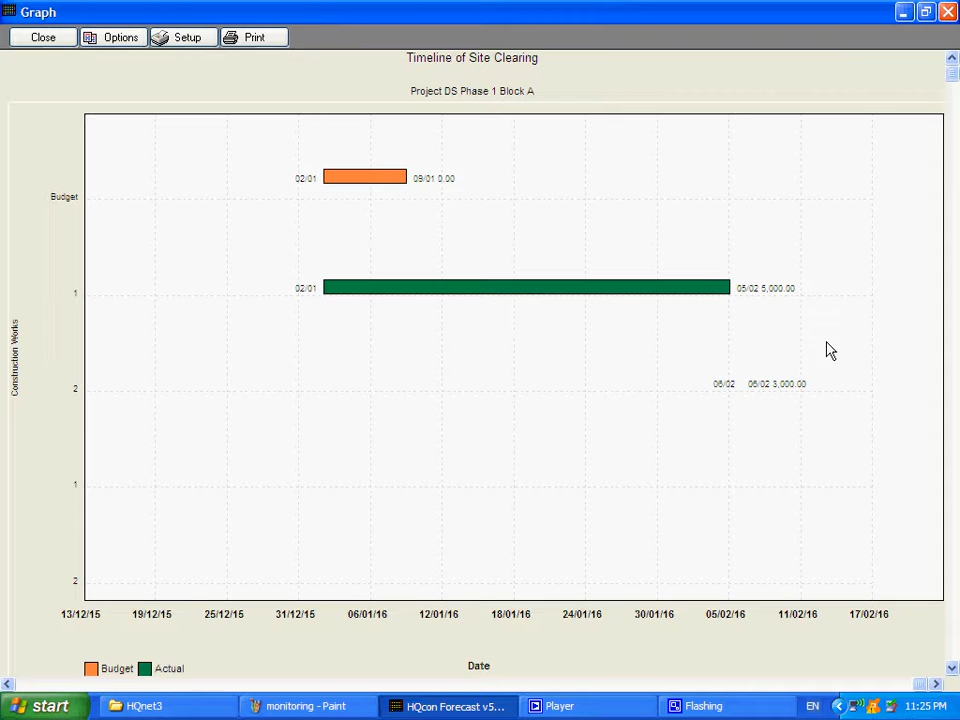 Graph
Close Options Setup Print
Timeline of Site Clearing
Project DS Phase 1 Block A
02/01 09/01 0.00
Budget
02/01 05/02 5,000.00
1
Construction Works
06/02 06/02 3,000.00
2
1
2
13/12/15 19/12/15 25/12/15 31/12/15 06/01/16 12/01/16 18/01/16 24/01/16 30/01/16 05/02/16 11/02/16 17/02/16
Budget Actual Date
start HQnet3 monitoring - Paint HQcon Forecast v5... Player Flashing EN 11:25 PM